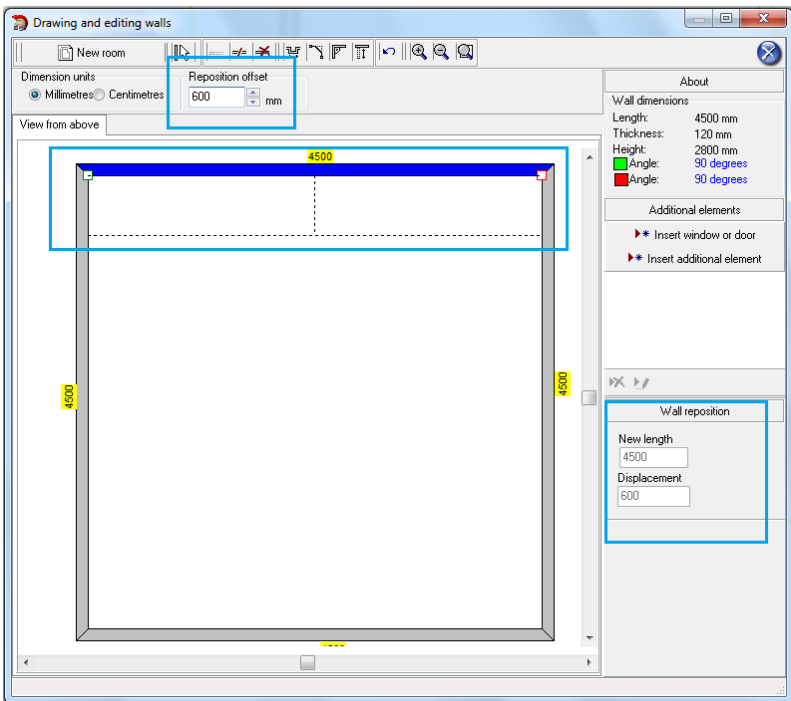 Drawing and editing walls
New room
Dimension units
Millimetres Centimetres
Reposition offset
600 mm
View from above
4500
4500
4500
About
Wall dimensions
Length: 4500 mm
Thickness: 120 mm
Height: 2800 mm
Angle: 90 degrees
Angle: 90 degrees
Additional elements
Insert window or door
Insert additional element
Wall reposition
New length
4500
Displacement
600